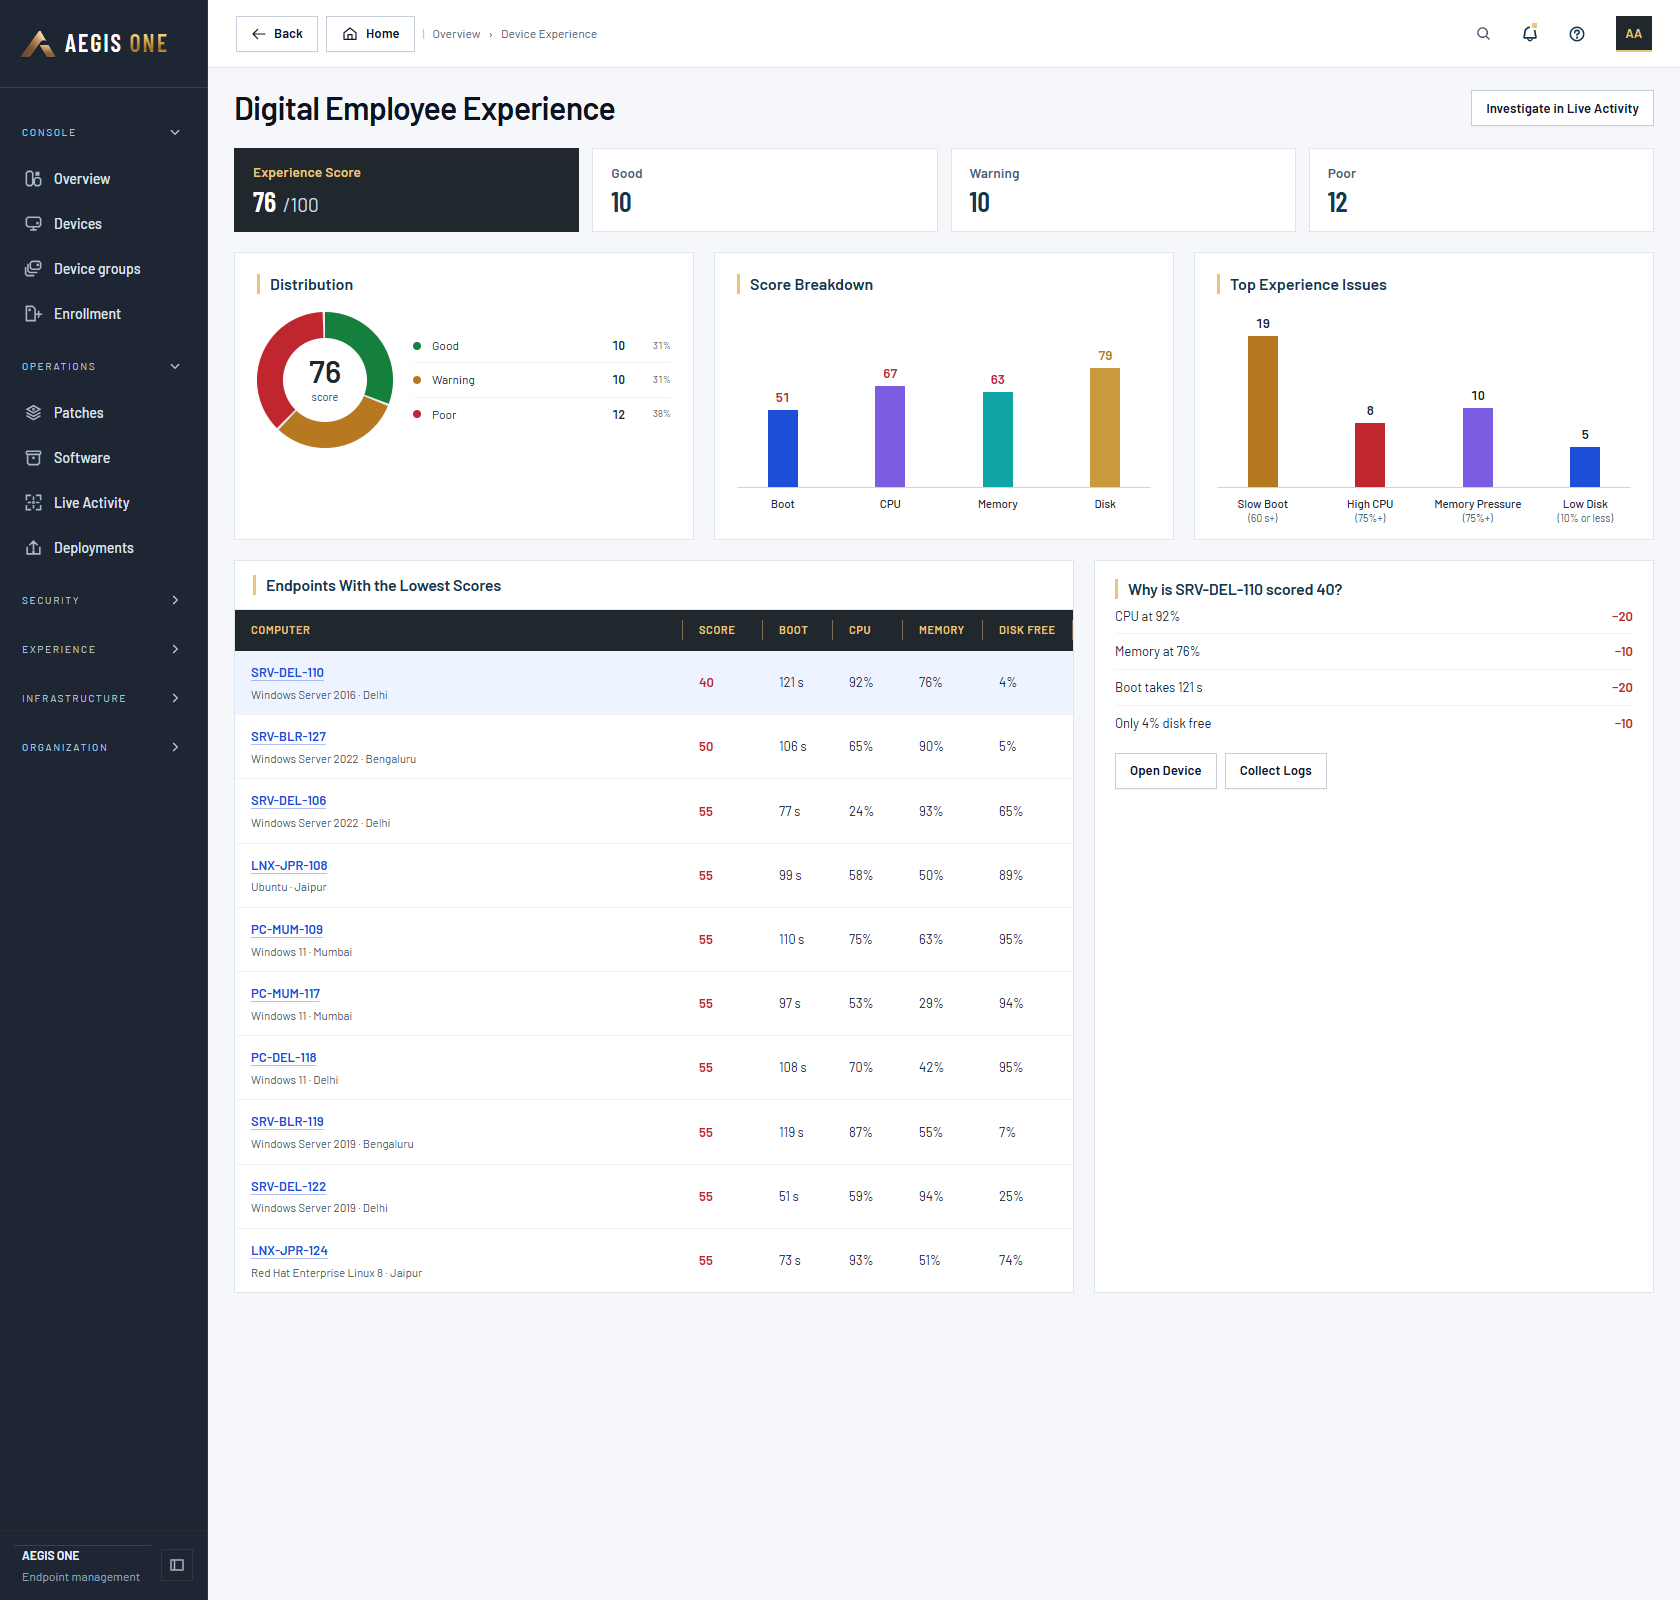 AEGIS ONE
Back
Home
Overview › Device Experience
AA
CONSOLE
Overview
Devices
Device groups
Enrollment
OPERATIONS
Patches
Software
Live Activity
Deployments
SECURITY
EXPERIENCE
INFRASTRUCTURE
ORGANIZATION
AEGIS ONE
Endpoint management
Digital Employee Experience
Investigate in Live Activity
Experience Score
76 /100
Good
10
Warning
10
Poor
12
Distribution
76
score
Good 10 31%
Warning 10 31%
Poor 12 38%
Score Breakdown
51 67 63 79
Boot CPU Memory Disk
Top Experience Issues
19 8 10 5
Slow Boot High CPU Memory Pressure Low Disk
(60 s+) (75%+) (75%+) (10% or less)
Endpoints With the Lowest Scores
COMPUTER SCORE BOOT CPU MEMORY DISK FREE
SRV-DEL-110
Windows Server 2016 · Delhi
40 121 s 92% 76% 4%
SRV-BLR-127
Windows Server 2022 · Bengaluru
50 106 s 65% 90% 5%
SRV-DEL-106
Windows Server 2022 · Delhi
55 77 s 24% 93% 65%
LNX-JPR-108
Ubuntu · Jaipur
55 99 s 58% 50% 89%
PC-MUM-109
Windows 11 · Mumbai
55 110 s 75% 63% 95%
PC-MUM-117
Windows 11 · Mumbai
55 97 s 53% 29% 94%
PC-DEL-118
Windows 11 · Delhi
55 108 s 70% 42% 95%
SRV-BLR-119
Windows Server 2019 · Bengaluru
55 119 s 87% 55% 7%
SRV-DEL-122
Windows Server 2019 · Delhi
55 51 s 59% 94% 25%
LNX-JPR-124
Red Hat Enterprise Linux 8 · Jaipur
55 73 s 93% 51% 74%
Why is SRV-DEL-110 scored 40?
CPU at 92% −20
Memory at 76% −10
Boot takes 121 s −20
Only 4% disk free −10
Open Device
Collect Logs